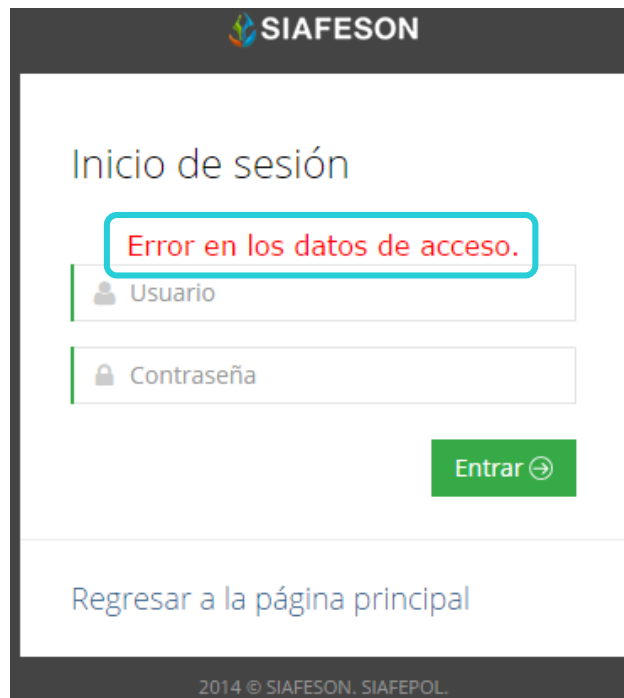 SIAFESON
Inicio de sesión
Error en los datos de acceso.
Usuario
Contraseña
Entrar
Regresar a la página principal
2014 © SIAFESON. SIAFEPOL.